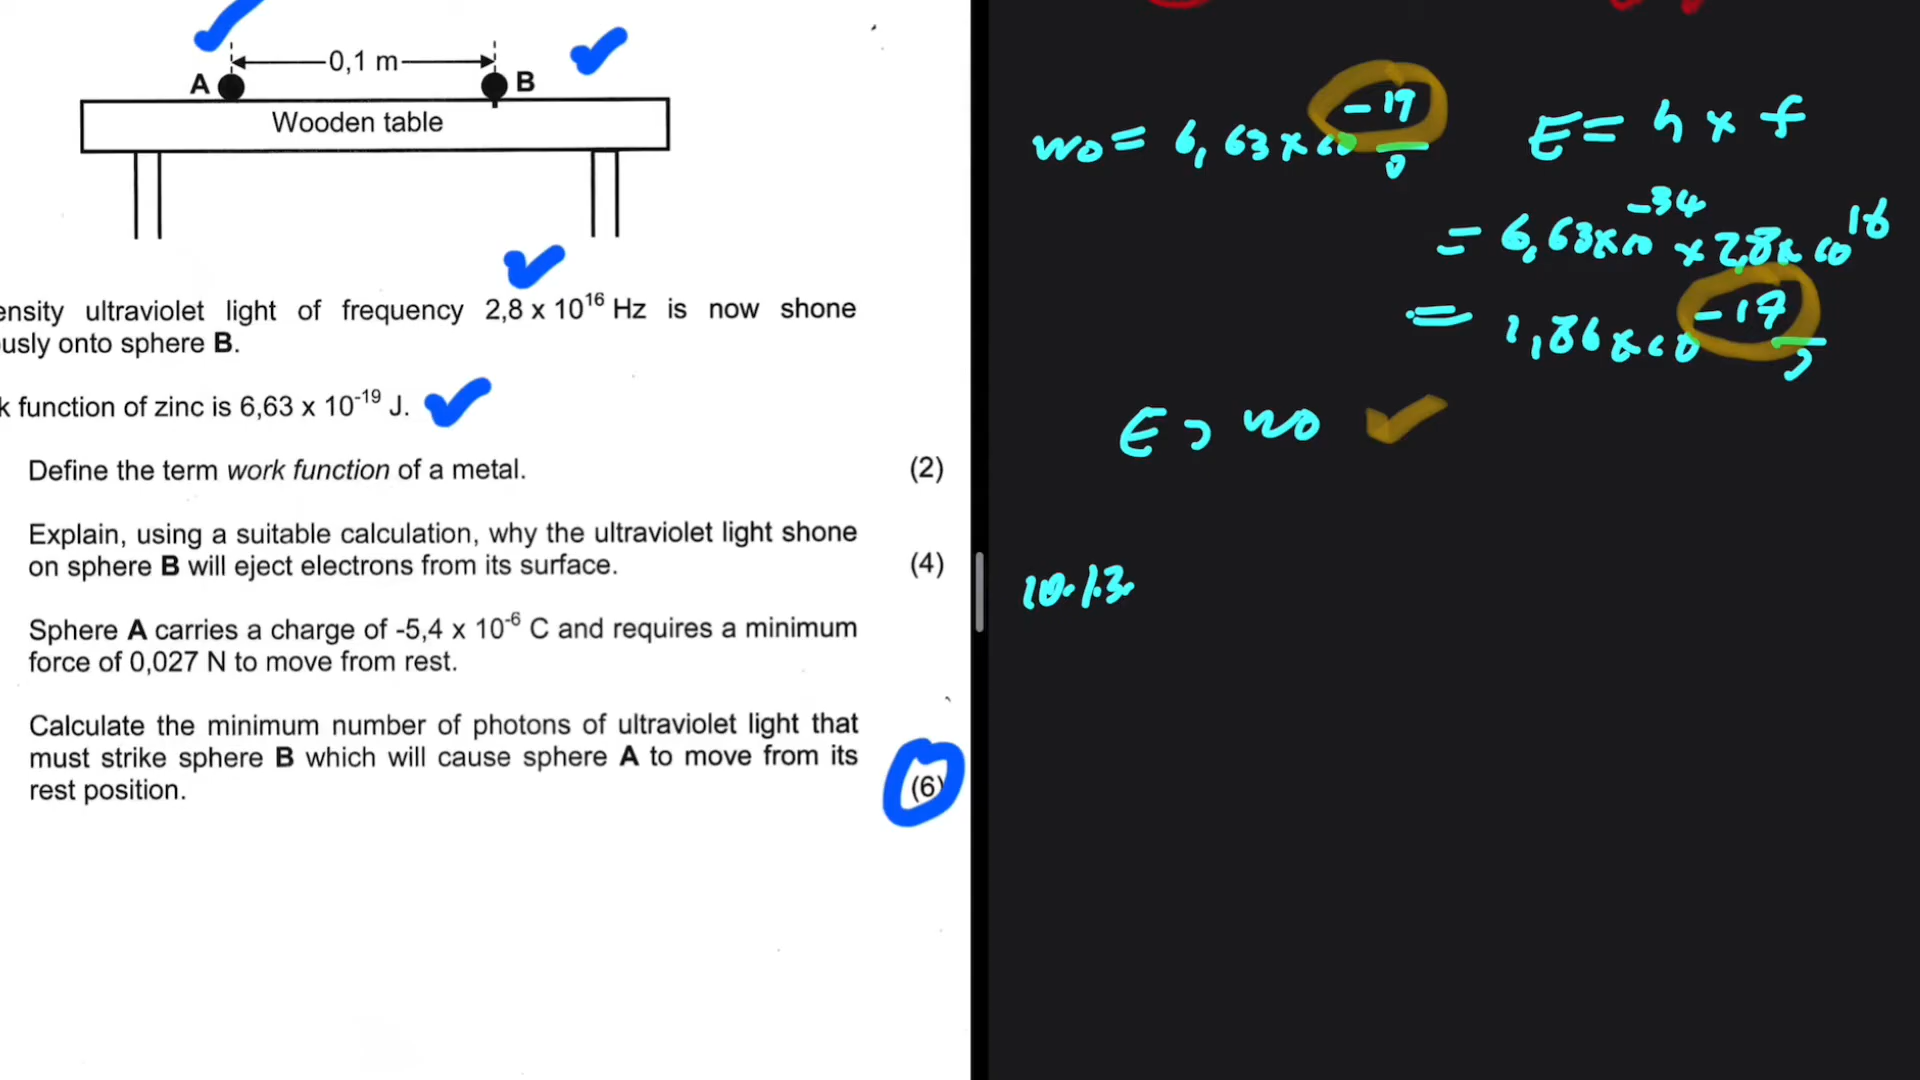 0,1 m
A
B
Wooden table
ensity ultraviolet light of frequency 2,8 x 10¹⁶ Hz is now shone
usly onto sphere B.
k function of zinc is 6,63 x 10⁻¹⁹ J.
Define the term work function of a metal. (2)
Explain, using a suitable calculation, why the ultraviolet light shone
on sphere B will eject electrons from its surface. (4)
Sphere A carries a charge of -5,4 x 10⁻⁶ C and requires a minimum
force of 0,027 N to move from rest.
Calculate the minimum number of photons of ultraviolet light that
must strike sphere B which will cause sphere A to move from its
rest position. (6)
wo = 6,63 x 10⁻¹⁹ J
E = h x f
= 6,63 x 10⁻³⁴ x 2,8 x 10¹⁶
= 1,86 x 10⁻¹⁷ J
E > wo
10.1.3.